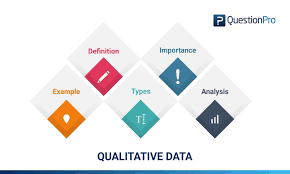 QuestionPro
Definition
Importance
Example
Types
Analysis
QUALITATIVE DATA